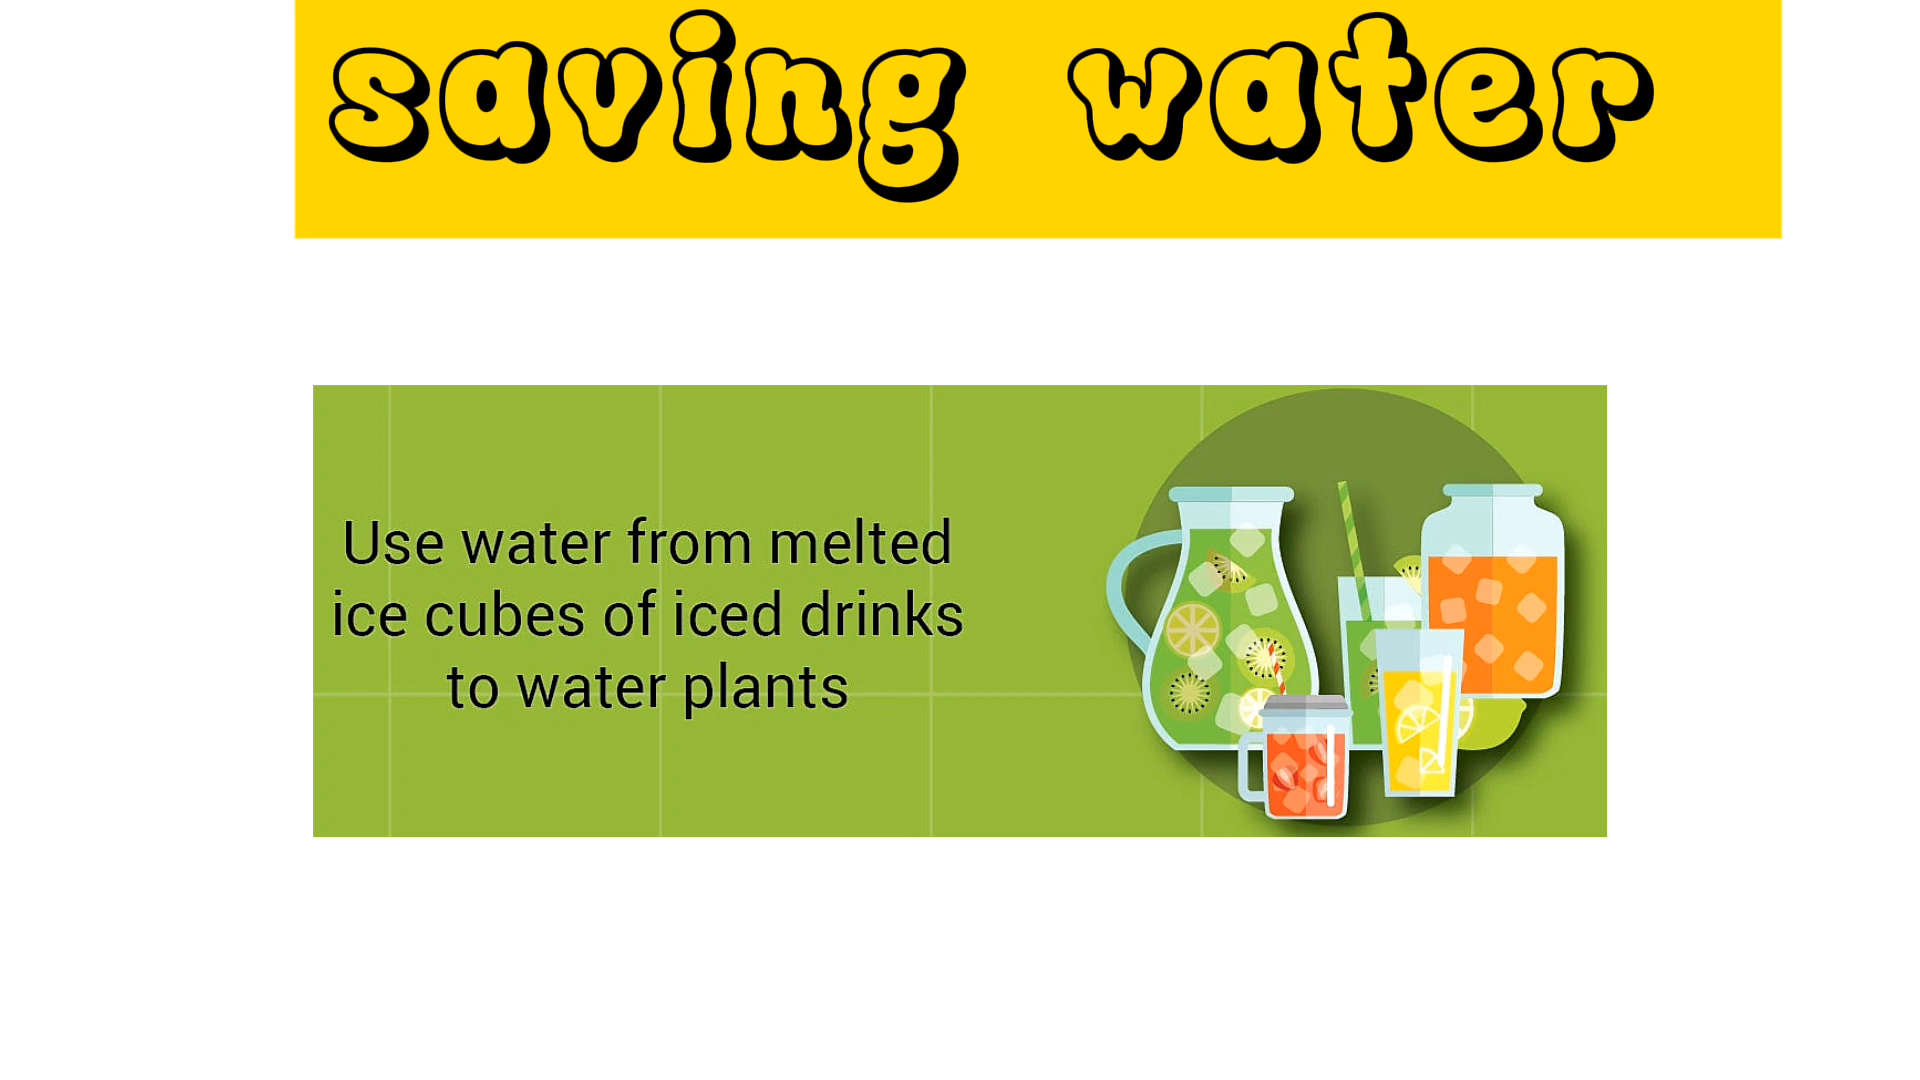 saving water
Use water from melted
ice cubes of iced drinks
to water plants